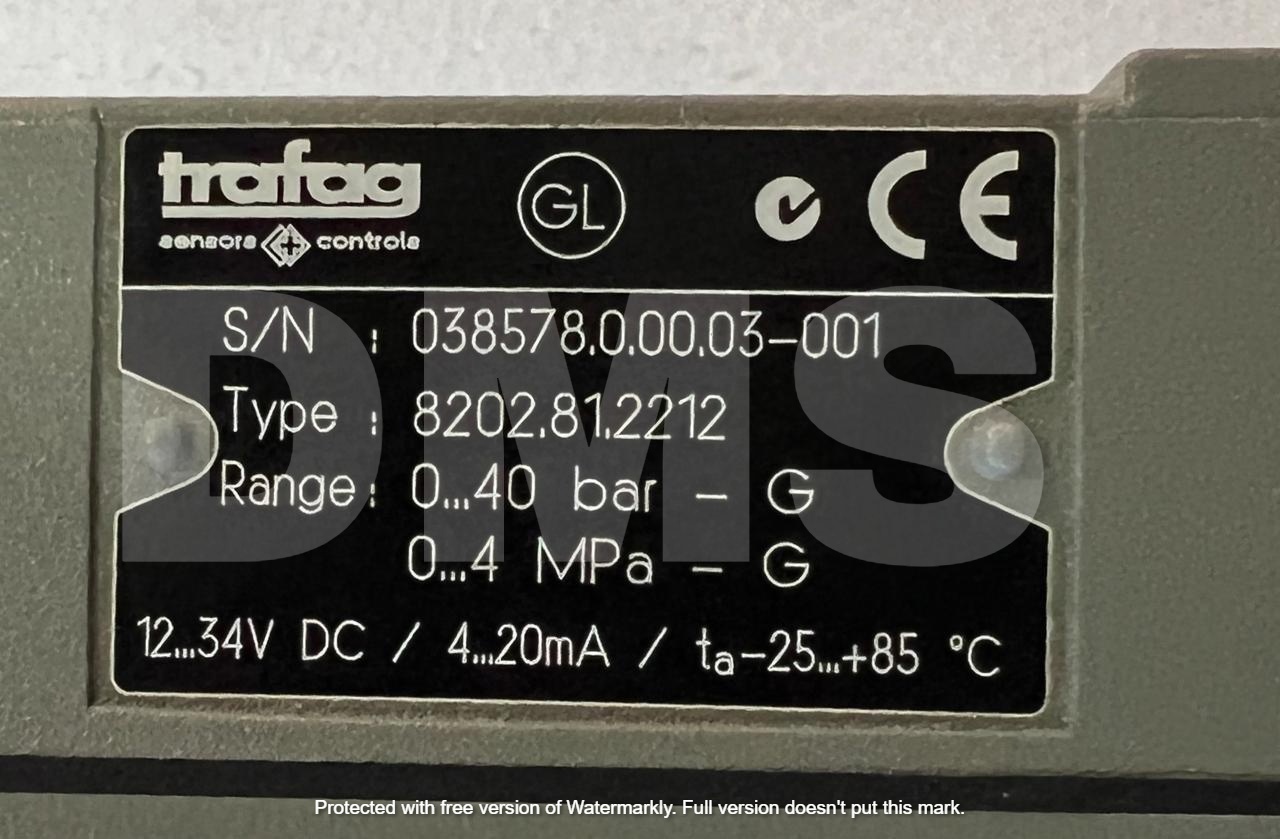 trafag
sensors controls
GL
CE
S/N : 038578.0.00.03-001
Type : 8202.81.2212
Range: 0...40 bar - G
0...4 MPa - G
12...34V DC / 4...20mA / ta-25...+85 °C
DMS
Protected with free version of Watermarkly. Full version doesn't put this mark.